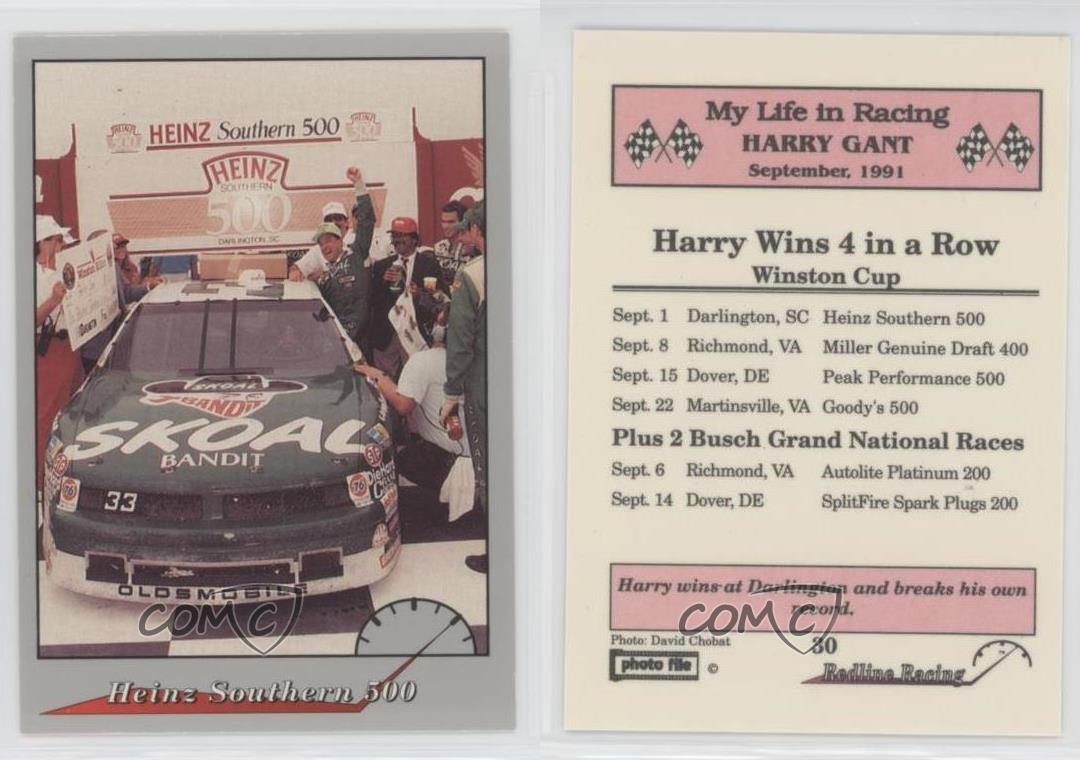 HEINZ Southern 500
HEINZ
SOUTHERN
500
DARLINGTON, SC
SKOAL
BANDIT
SKOAL
BANDIT
76
76
33
OLDSMOBILE
COMC
Heinz Southern 500
My Life in Racing
HARRY GANT
September, 1991
Harry Wins 4 in a Row
Winston Cup
Sept. 1 Darlington, SC Heinz Southern 500
Sept. 8 Richmond, VA Miller Genuine Draft 400
Sept. 15 Dover, DE Peak Performance 500
Sept. 22 Martinsville, VA Goody's 500
Plus 2 Busch Grand National Races
Sept. 6 Richmond, VA Autolite Platinum 200
Sept. 14 Dover, DE SplitFire Spark Plugs 200
Harry wins at Darlington and breaks his own
record.
COMC
Photo: David Chobat
30
photo file ©
Redline Racing